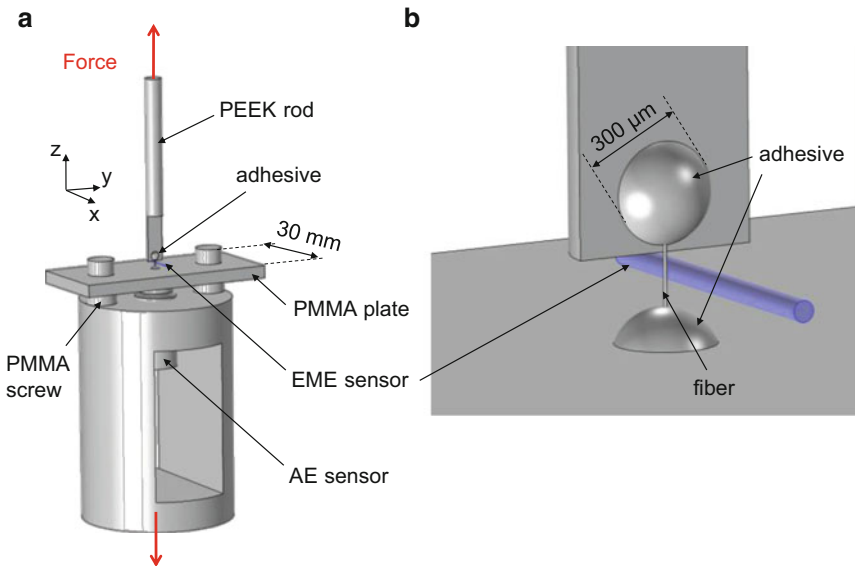 a
Force
PEEK rod
z
y
x
adhesive
30 mm
PMMA plate
PMMA
screw
EME sensor
AE sensor
b
300 µm
adhesive
fiber